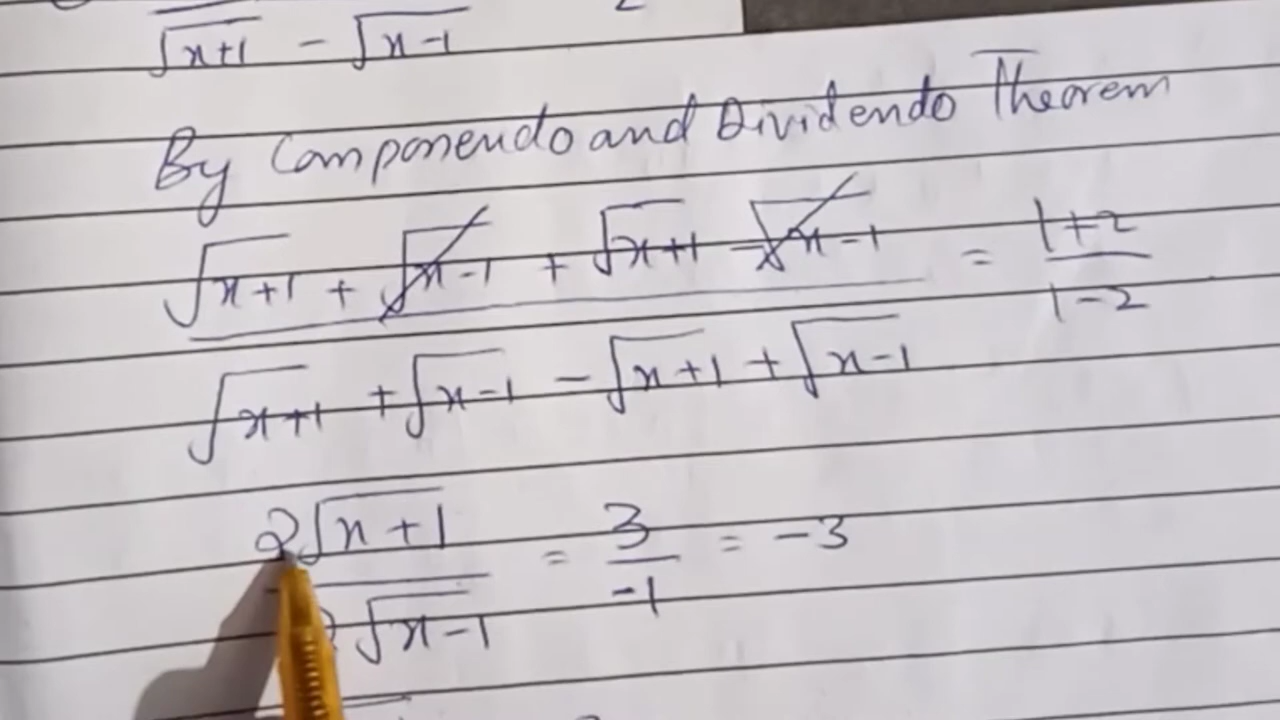 √x+1 - √x-1 2
By Componendo and Dividendo Theorem
√x+1 + √x-1 + √x+1 - √x-1 = 1+2
1-2
√x+1 + √x-1 - √x+1 + √x-1
2√x+1 = 3 = -3
√x-1 -1